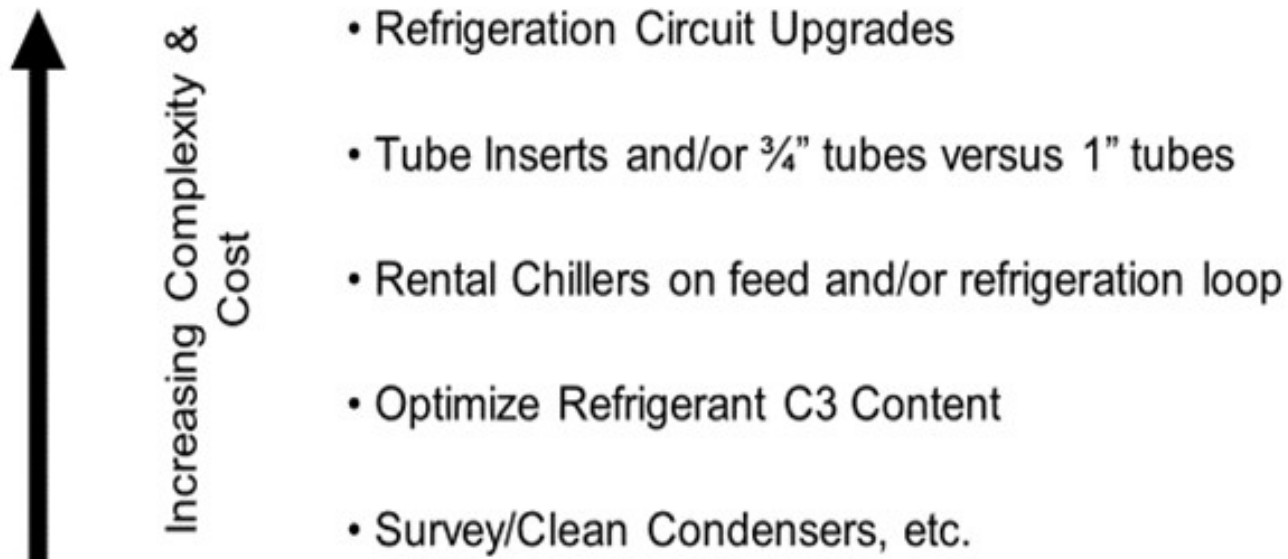 Increasing Complexity &
Cost
• Refrigeration Circuit Upgrades
• Tube Inserts and/or ¾” tubes versus 1” tubes
• Rental Chillers on feed and/or refrigeration loop
• Optimize Refrigerant C3 Content
• Survey/Clean Condensers, etc.